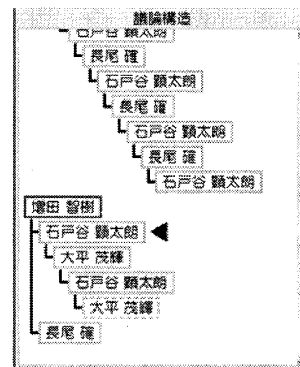 議論構造
石戸谷 顕太朗
長尾 確
石戸谷 顕太朗
長尾 確
石戸谷 顕太朗
長尾 確
石戸谷 顕太朗
増田 智樹
石戸谷 顕太朗
大平 茂輝
石戸谷 顕太朗
大平 茂輝
長尾 確